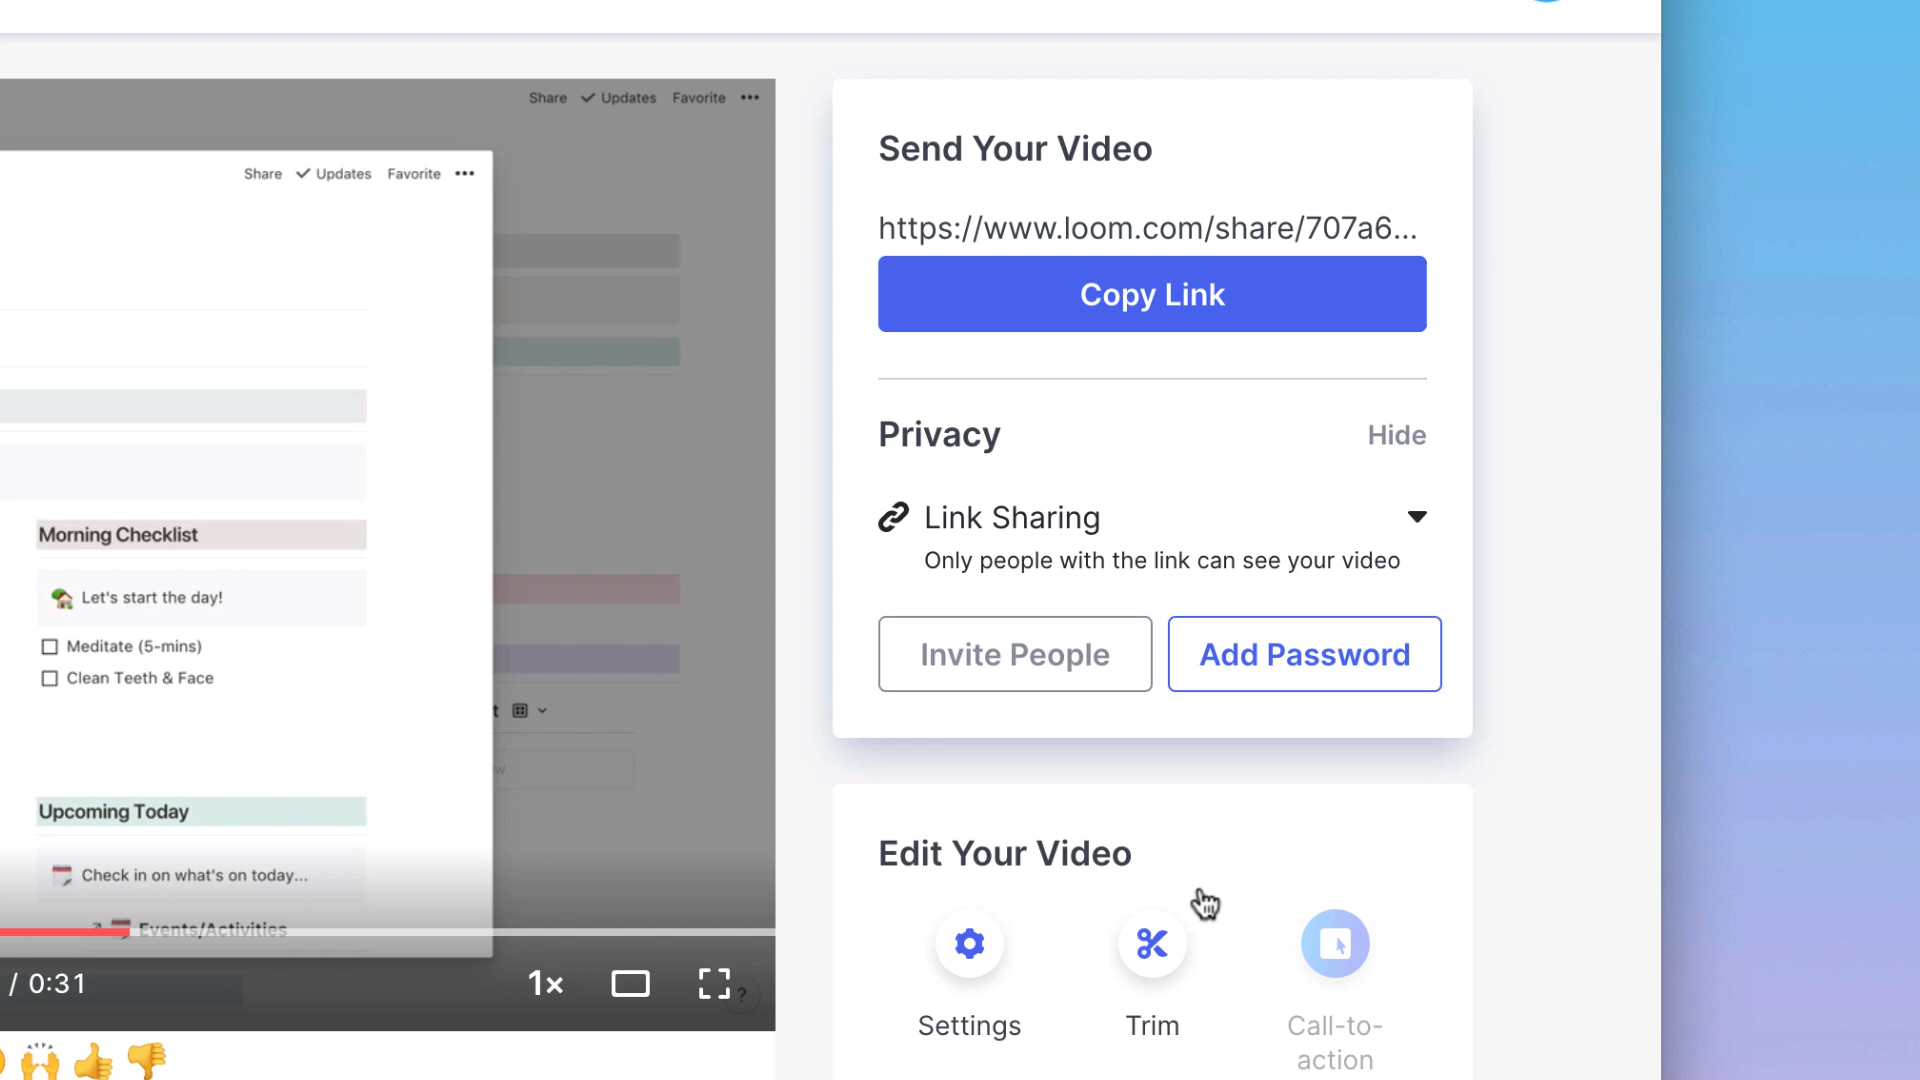 Share ✓ Updates Favorite •••
Share ✓ Updates Favorite •••
Morning Checklist
Let's start the day!
Meditate (5-mins)
Clean Teeth & Face
Upcoming Today
Check in on what's on today...
Events/Activities
/ 0:31
1×
?
Send Your Video
https://www.loom.com/share/707a6...
Copy Link
Privacy
Hide
Link Sharing
Only people with the link can see your video
Invite People
Add Password
Edit Your Video
Settings
Trim
Call-to-
action